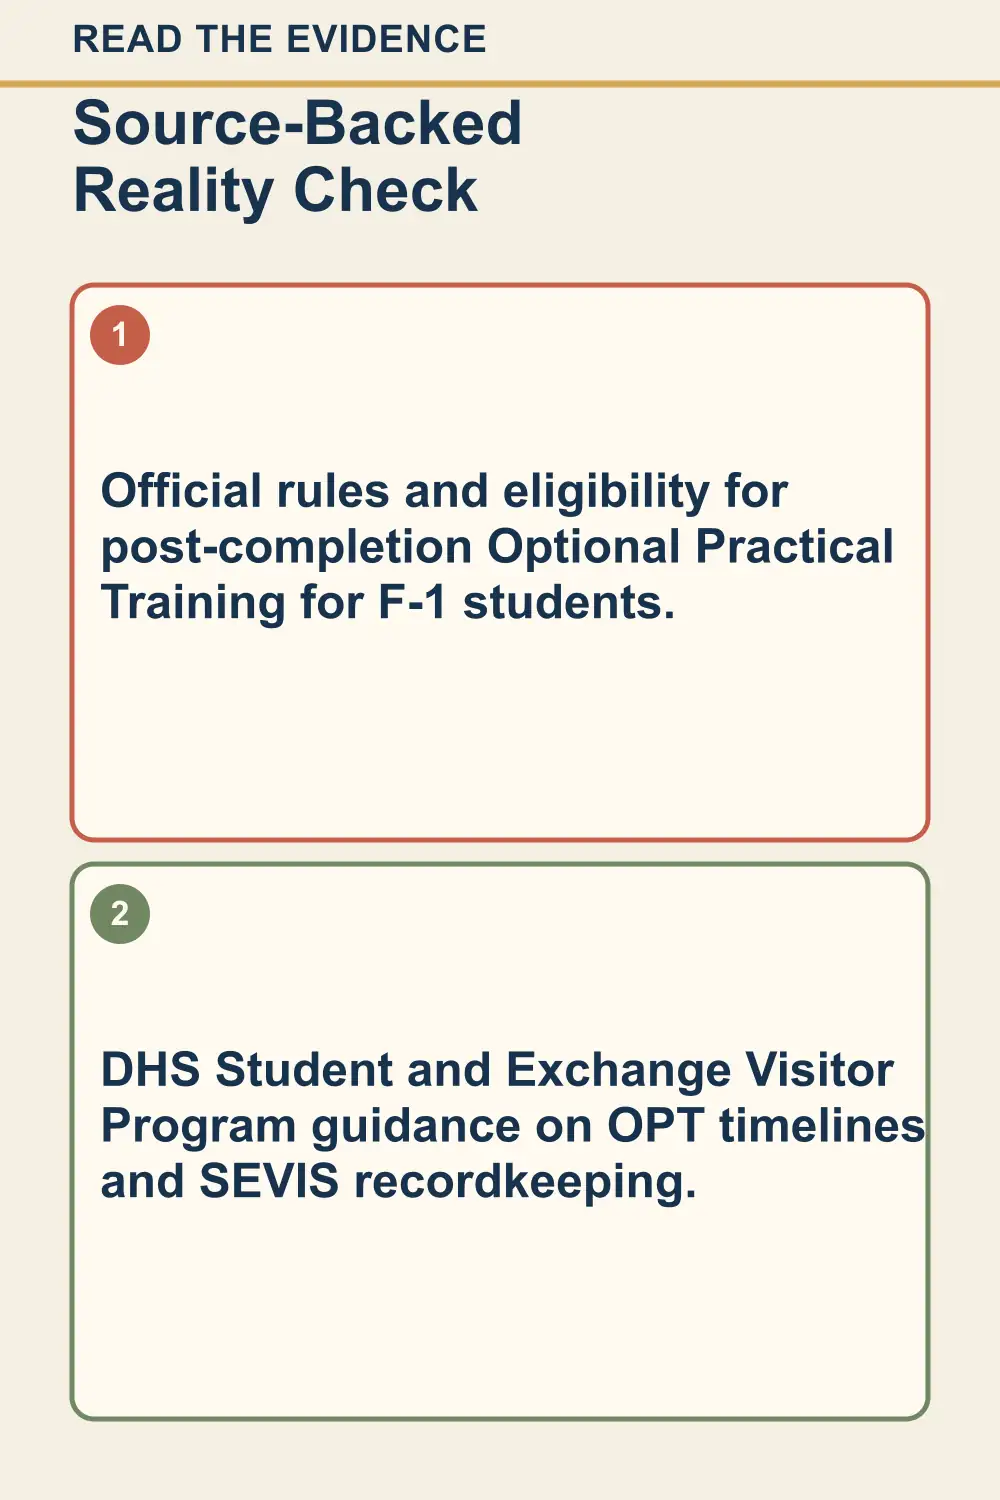 READ THE EVIDENCE
Source-Backed
Reality Check
1
Official rules and eligibility for
post-completion Optional Practical
Training for F-1 students.
2
DHS Student and Exchange Visitor
Program guidance on OPT timelines
and SEVIS recordkeeping.